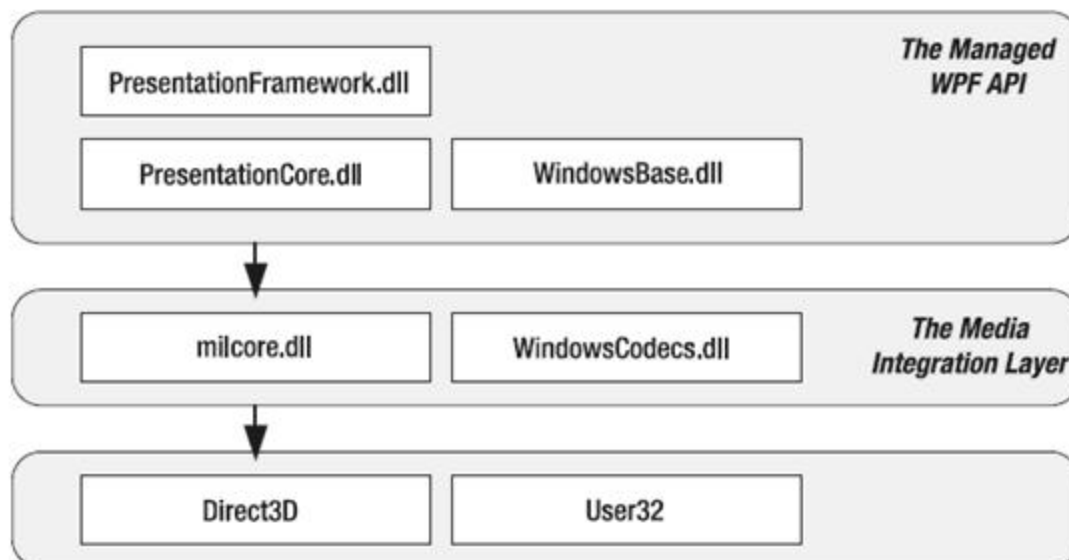 PresentationFramework.dll
The Managed
WPF API
PresentationCore.dll
WindowsBase.dll
milcore.dll
WindowsCodecs.dll
The Media
Integration Layer
Direct3D
User32